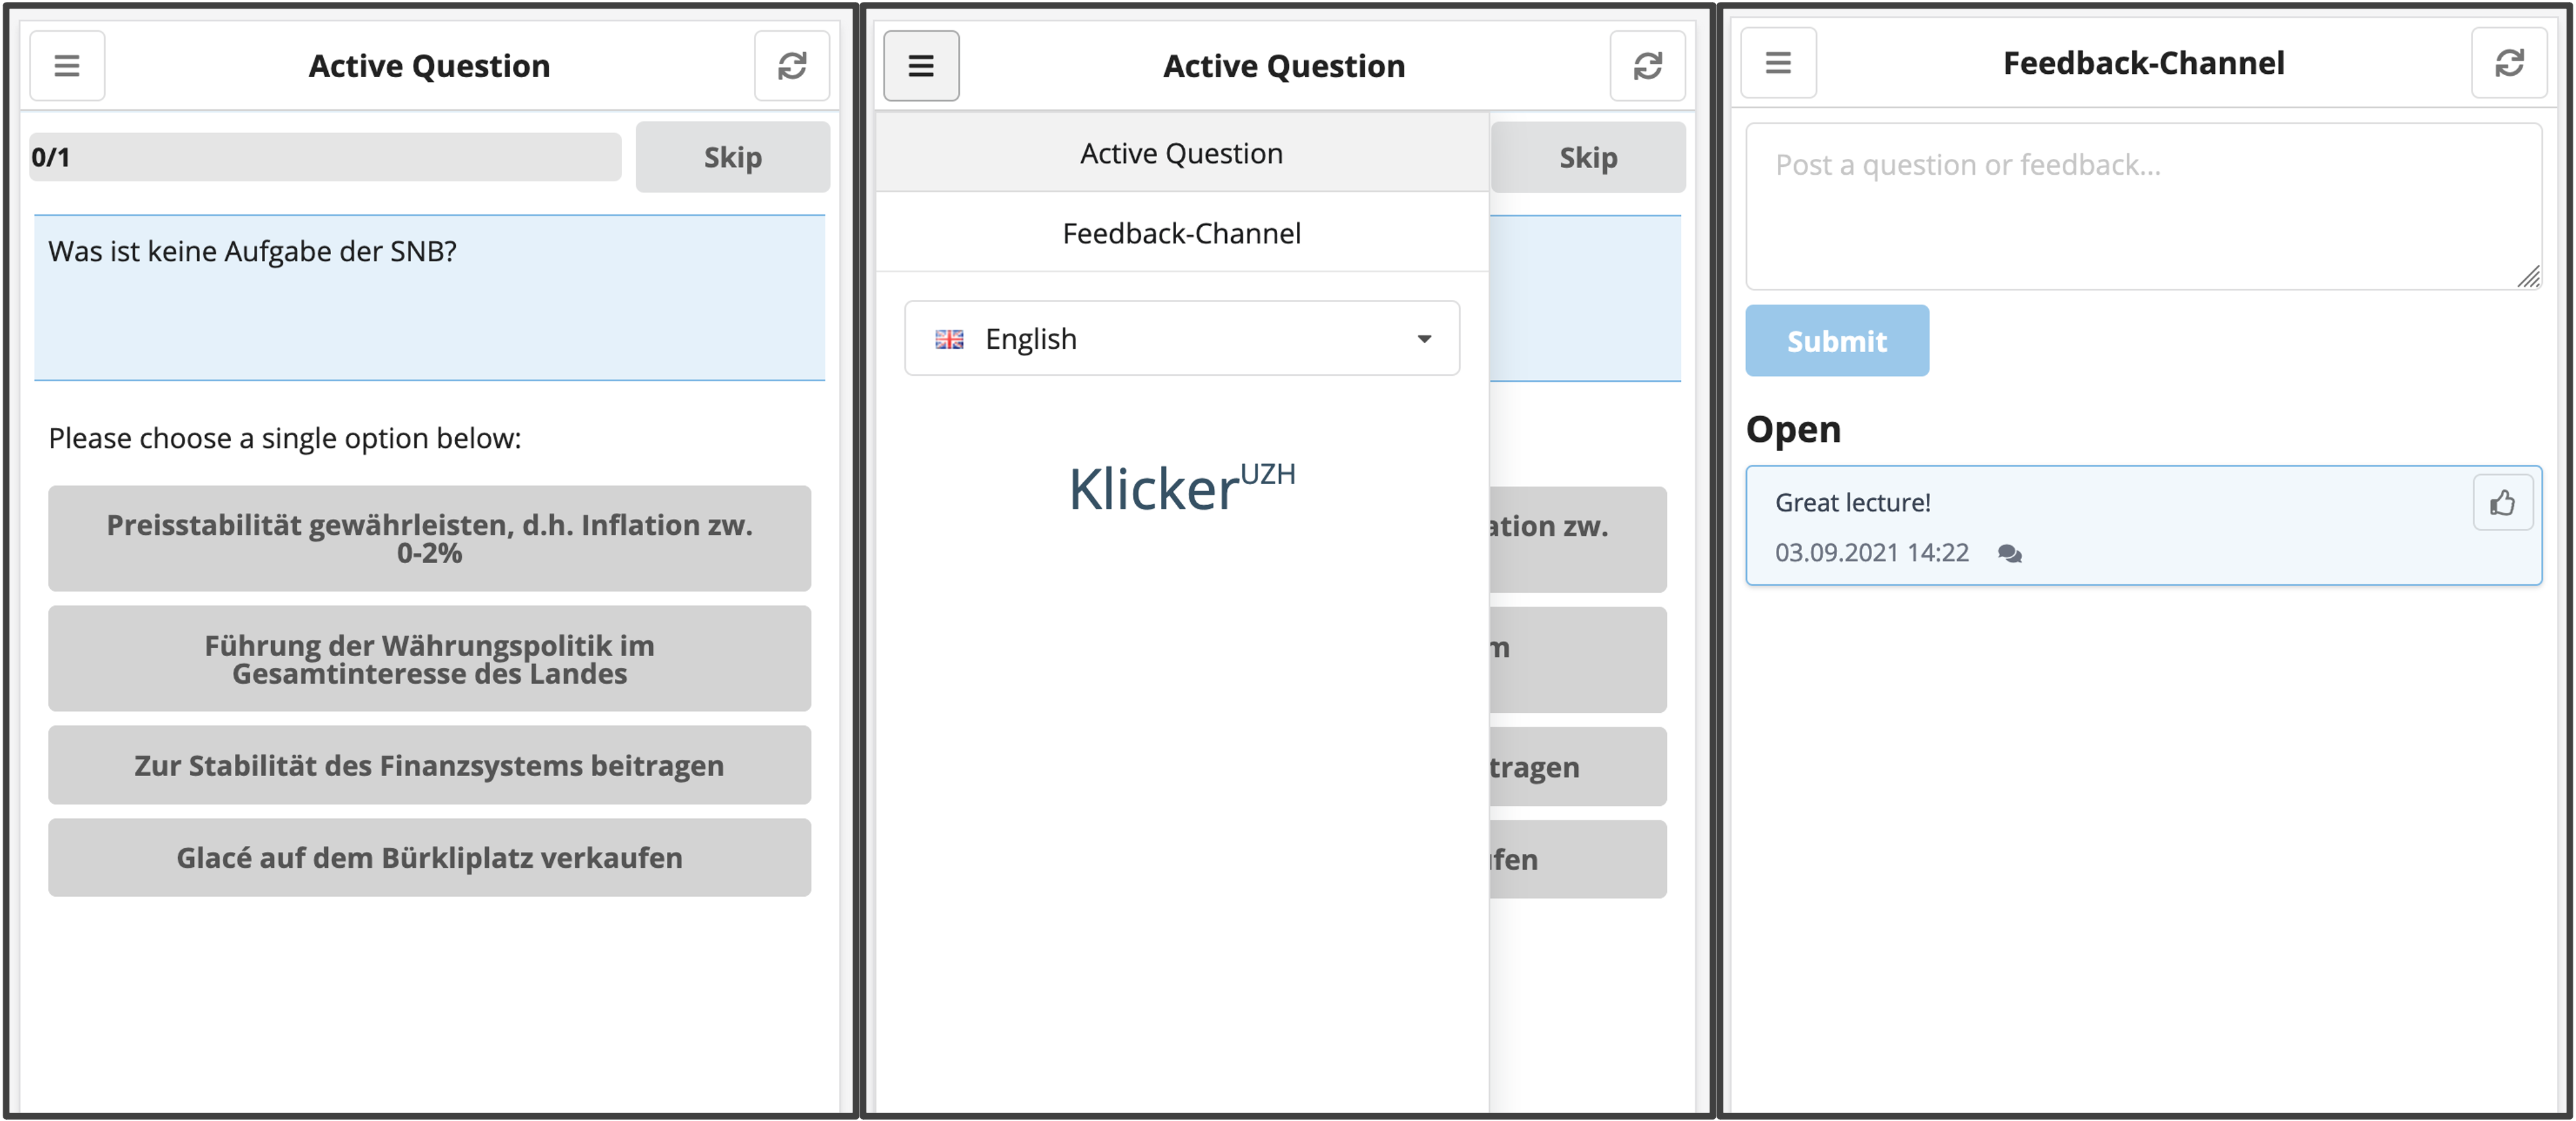 Active Question
0/1
Skip
Was ist keine Aufgabe der SNB?
Please choose a single option below:
Preisstabilität gewährleisten, d.h. Inflation zw.
0-2%
Führung der Währungspolitik im
Gesamtinteresse des Landes
Zur Stabilität des Finanzsystems beitragen
Glacé auf dem Bürkliplatz verkaufen
Active Question
Active Question
Skip
Feedback-Channel
English
Klicker UZH
ation zw.
m
tragen
fen
Feedback-Channel
Post a question or feedback...
Submit
Open
Great lecture!
03.09.2021 14:22